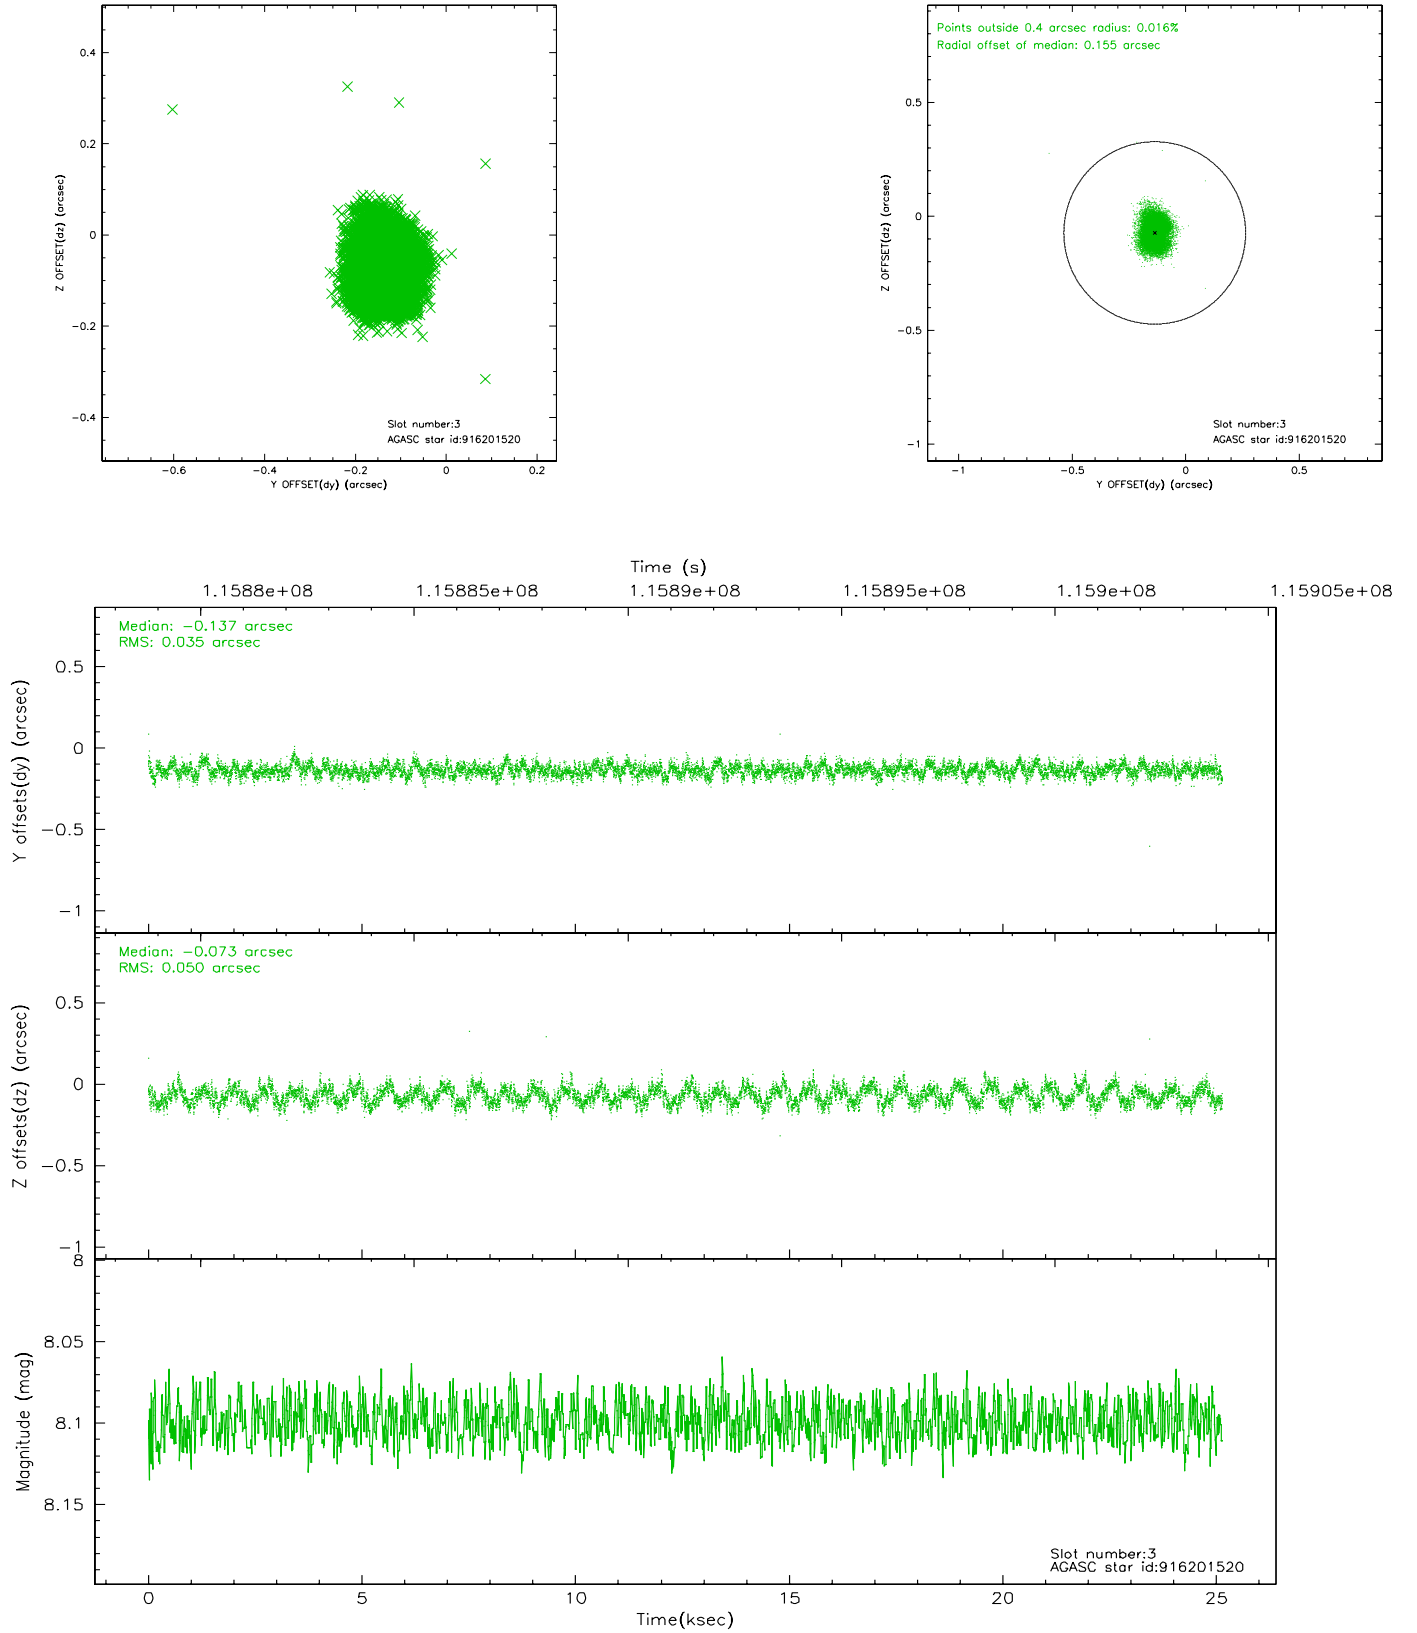 0.4
0.2
0
-0.2
-0.4
Z OFFSET(dz) (arcsec)
Slot number:3
AGASC star id:916201520
-0.6
-0.4
-0.2
0
0.2
Y OFFSET(dy) (arcsec)
Points outside 0.4 arcsec radius: 0.016%
Radial offset of median: 0.155 arcsec
0.5
0
-0.5
-1
Z OFFSET(dz) (arcsec)
Slot number:3
AGASC star id:916201520
-1
-0.5
0
0.5
Y OFFSET(dy) (arcsec)
Time (s)
1.1588e+08
1.15885e+08
1.1589e+08
1.15895e+08
1.159e+08
1.15905e+08
Median: -0.137 arcsec
RMS: 0.035 arcsec
0.5
0
-0.5
-1
Y offsets(dy) (arcsec)
Median: -0.073 arcsec
RMS: 0.050 arcsec
0.5
0
-0.5
-1
Z offsets(dz) (arcsec)
8
8.05
8.1
8.15
Magnitude (mag)
Slot number:3
AGASC star id:916201520
0
5
10
15
20
25
Time(ksec)